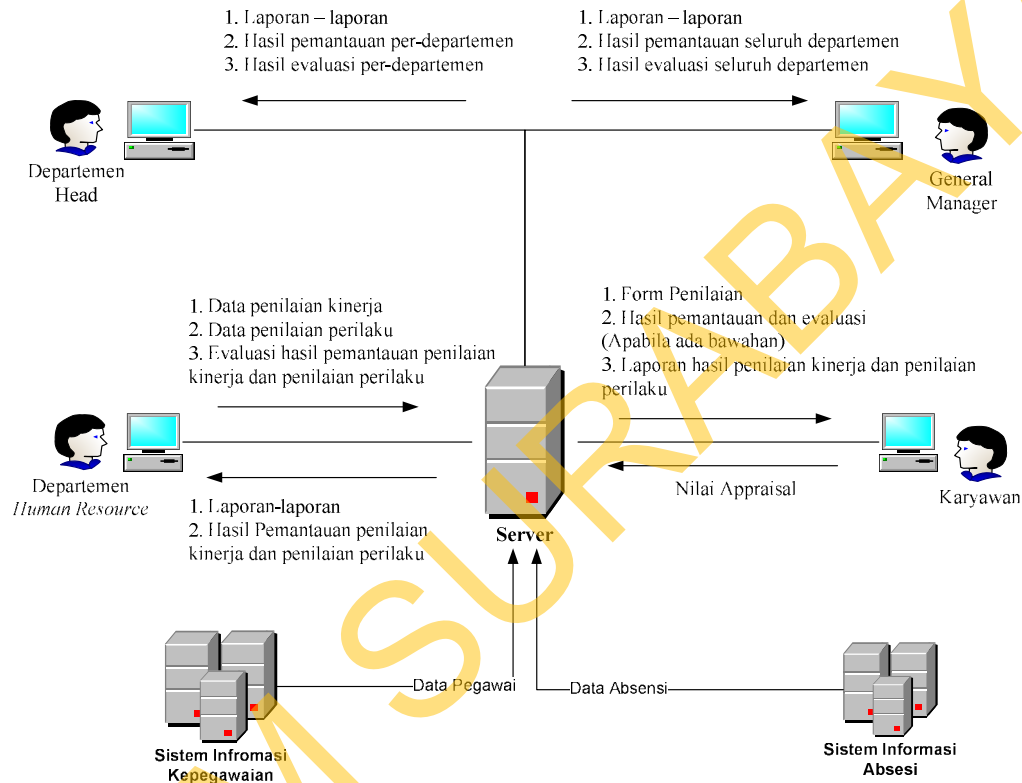 1. Laporan – laporan
2. Hasil pemantauan per-departemen
3. Hasil evaluasi per-departemen
1. Laporan – laporan
2. Hasil pemantauan seluruh departemen
3. Hasil evaluasi seluruh departemen
Departemen
Head
General
Manager
1. Data penilaian kinerja
2. Data penilaian perilaku
3. Evaluasi hasil pemantauan penilaian
kinerja dan penilaian perilaku
1. Form Penilaian
2. Hasil pemantauan dan evaluasi
(Apabila ada bawahan)
3. Laporan hasil penilaian kinerja dan penilaian
perilaku
Departemen
Human Resource
1. Laporan-laporan
2. Hasil Pemantauan penilaian
kinerja dan penilaian perilaku
Server
Nilai Appraisal
Karyawan
Data Pegawai
Data Absensi
Sistem Infromasi
Kepegawaian
Sistem Informasi
Absesi
M SURABAY